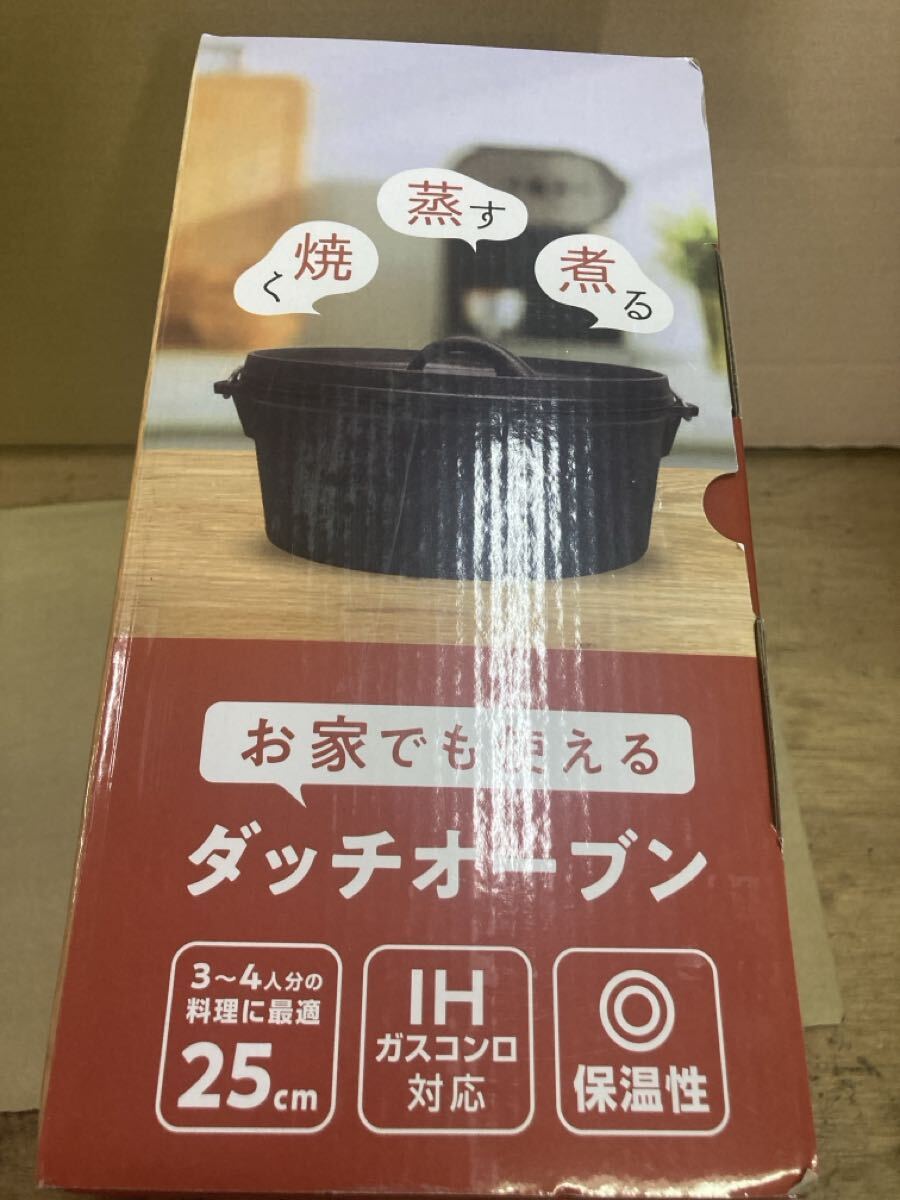 焼く
蒸す
煮る
お家でも使える
ダッチオーブン
3～4人分の
料理に最適
25cm
IH
ガスコンロ
対応
◎
保温性